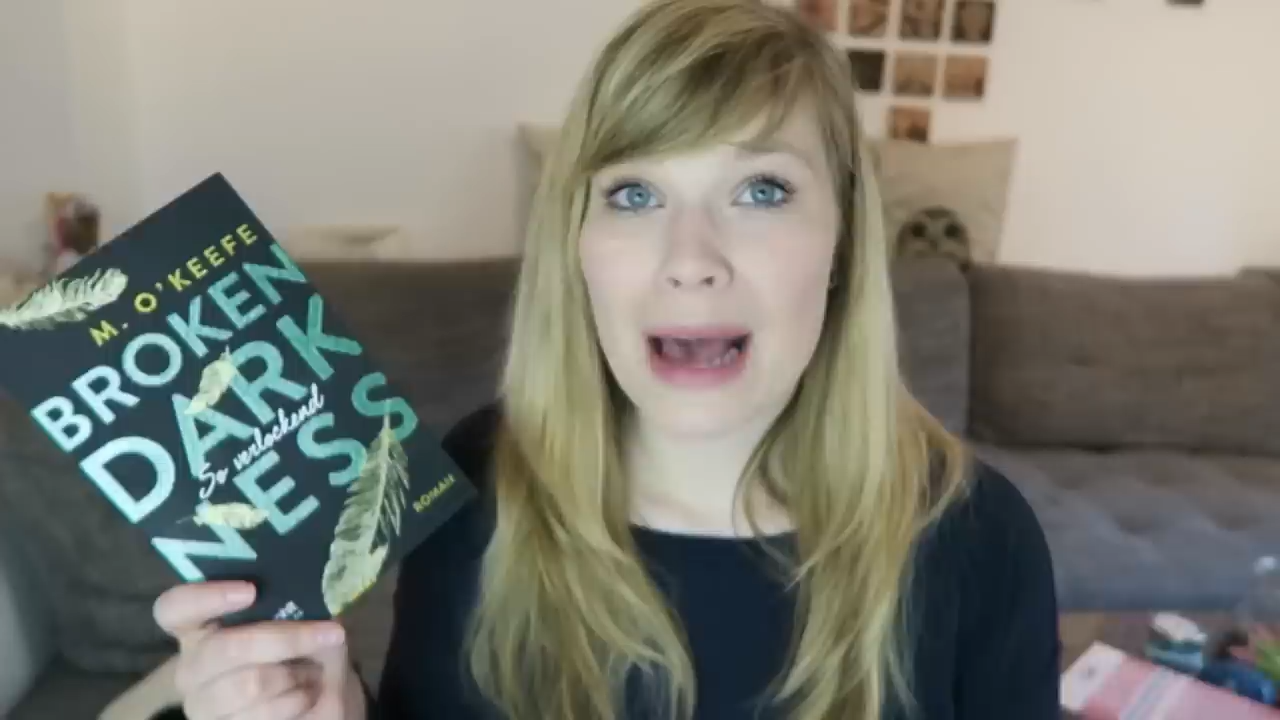 M. O'KEEFE
BROKEN
DARK
So verlockend
NESS
ROMAN